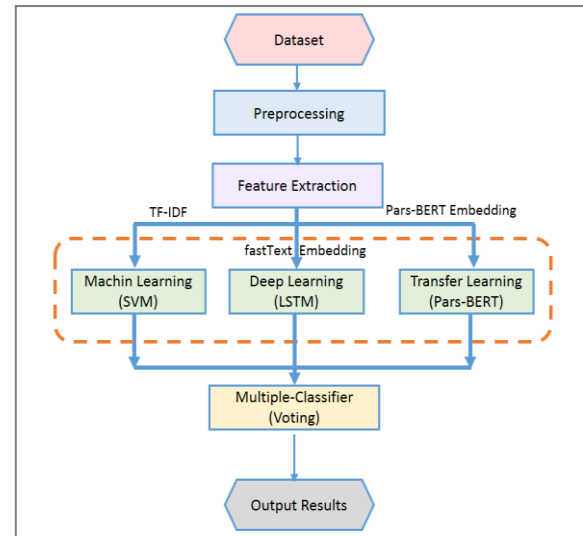 Dataset
Preprocessing
Feature Extraction
TF-IDF
Pars-BERT Embedding
fastText Embedding
Machin Learning
(SVM)
Deep Learning
(LSTM)
Transfer Learning
(Pars-BERT)
Multiple-Classifier
(Voting)
Output Results